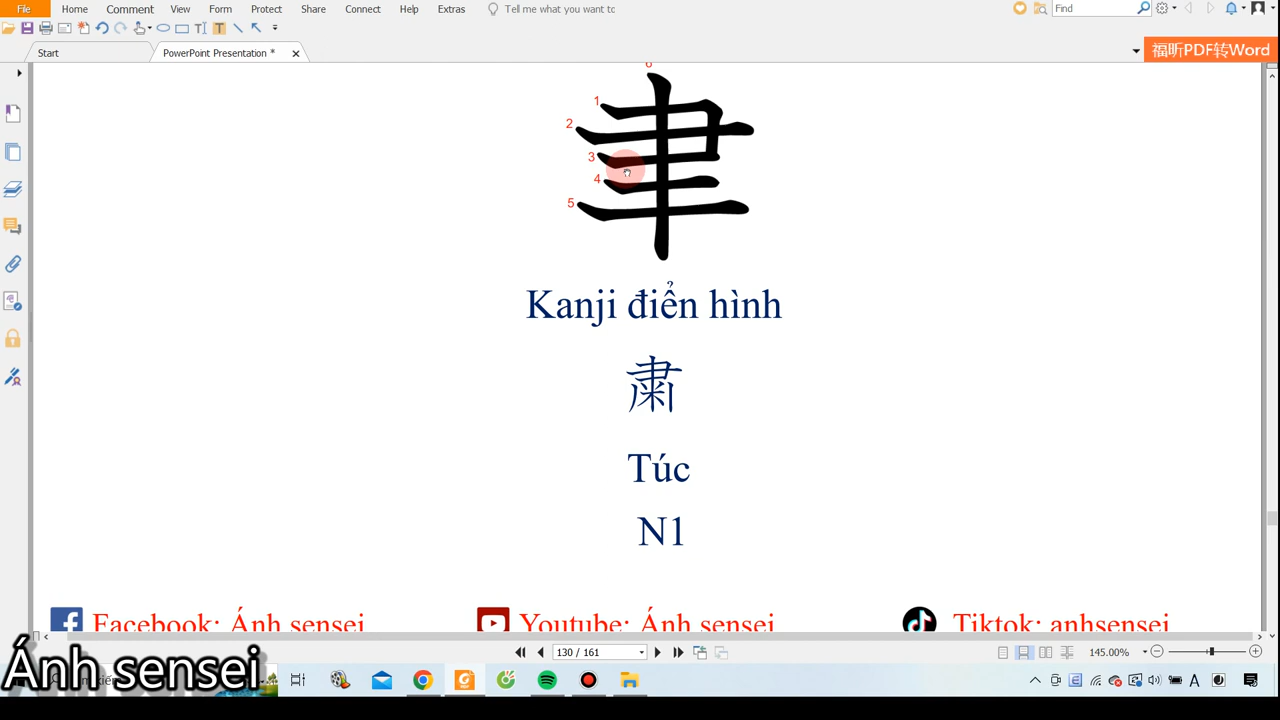 File Home Comment View Form Protect Share Connect Help Extras Tell me what you want to Find
Start PowerPoint Presentation * 福昕PDF转Word
6
1
2
3
4
5
聿
Kanji điển hình
粛
Túc
N1
Facebook: Ánh sensei Youtube: Ánh sensei Tiktok: anhsensei
130 / 161 145.00%
Ánh sensei